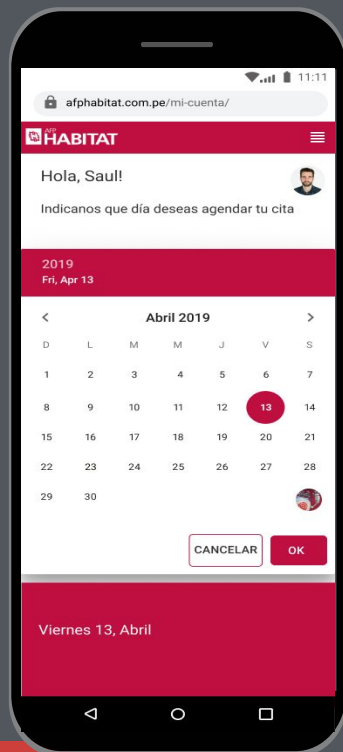 11:11
afphabitat.com.pe/mi-cuenta/
AFP
HABITAT
Hola, Saul!
Indicanos que día deseas agendar tu cita
2019
Fri, Apr 13
< Abril 2019 >
D L M M J V S
1 2 3 4 5 6 7
8 9 10 11 12 13 14
15 16 17 18 19 20 21
22 23 24 25 26 27 28
29 30
CANCELAR OK
Viernes 13, Abril